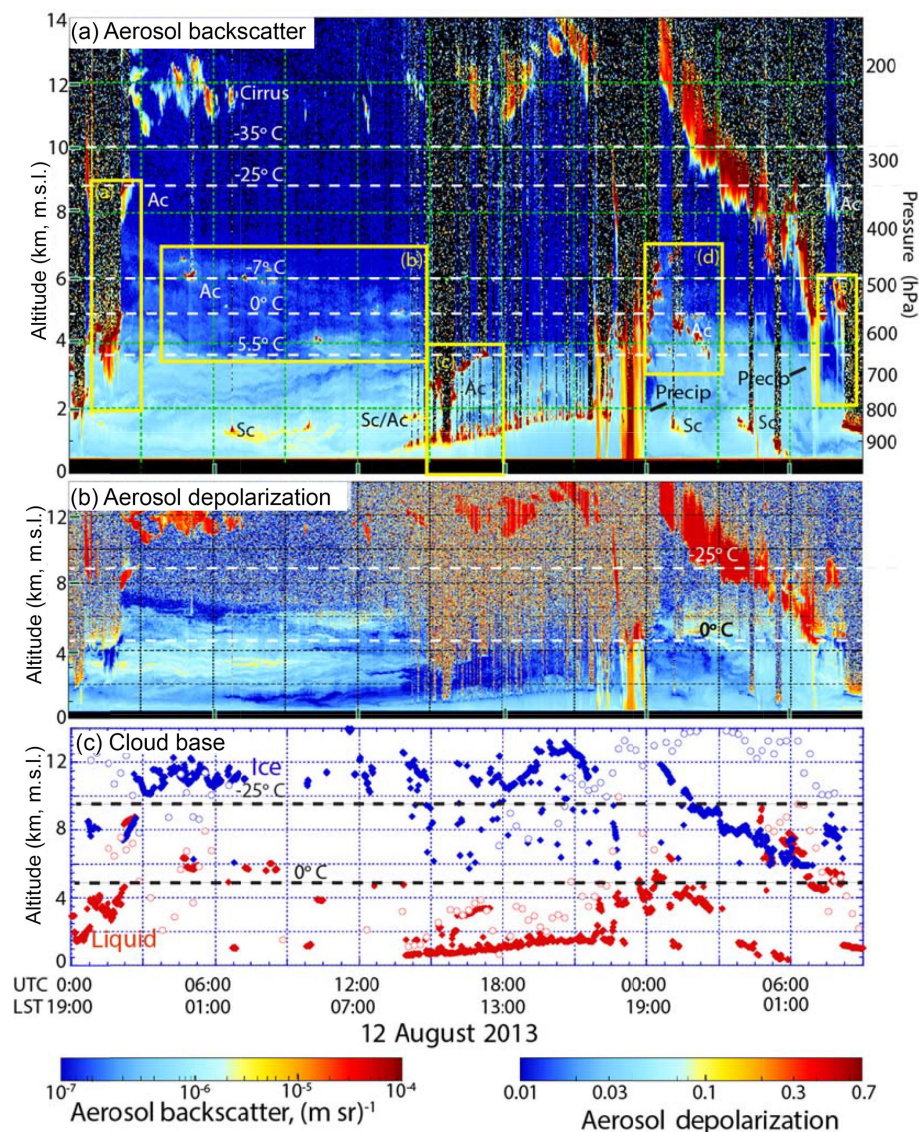 (a) Aerosol backscatter
14
12
10
8
6
4
2
0
Altitude (km, m.s.l.)
200
300
400
500
600
700
800
900
Pressure (hPa)
Cirrus
-35° C
-25° C
(a)
Ac
Ac
-7° C
(b)
(d)
Ac
0° C
5.5° C
Ac
Ac
Precip
Precip
Sc
Sc/Ac
Sc
Sc
(b) Aerosol depolarization
12
8
4
0
Altitude (km, m.s.l.)
-25° C
0° C
(c) Cloud base
12
8
4
0
Altitude (km, m.s.l.)
Ice
-25° C
0° C
Liquid
UTC 0:00 06:00 12:00 18:00 00:00 06:00
LST 19:00 01:00 07:00 13:00 19:00 01:00
12 August 2013
10-7 10-6 10-5 10-4
Aerosol backscatter, (m sr)-1
0.01 0.03 0.1 0.3 0.7
Aerosol depolarization